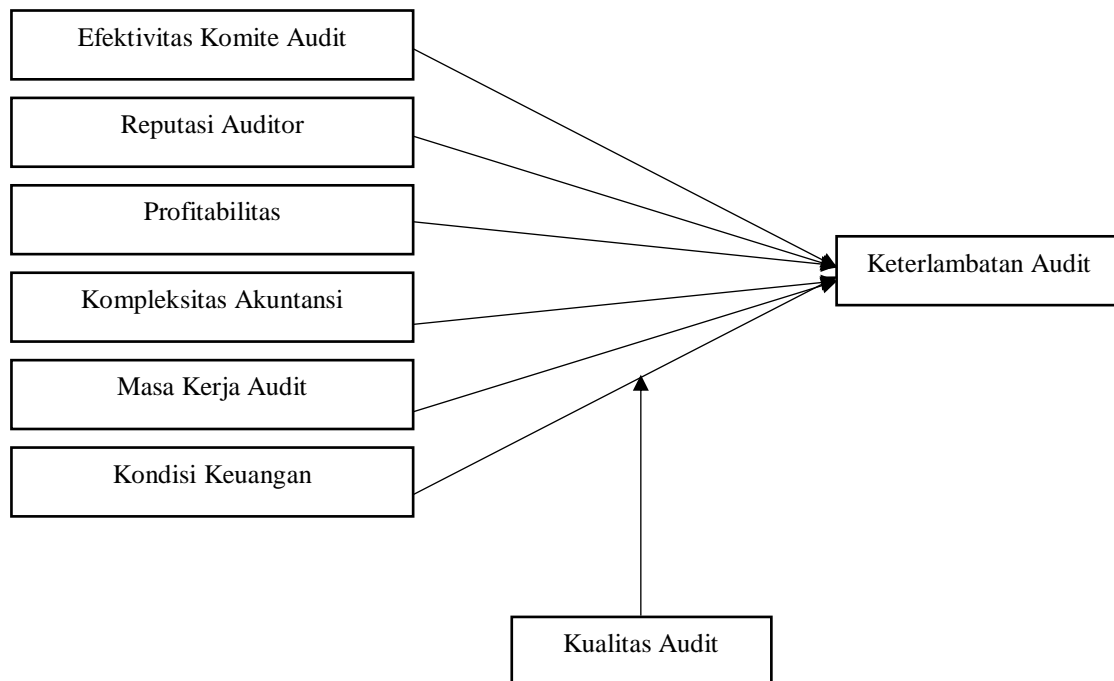 Efektivitas Komite Audit
Reputasi Auditor
Profitabilitas
Keterlambatan Audit
Kompleksitas Akuntansi
Masa Kerja Audit
Kondisi Keuangan
Kualitas Audit